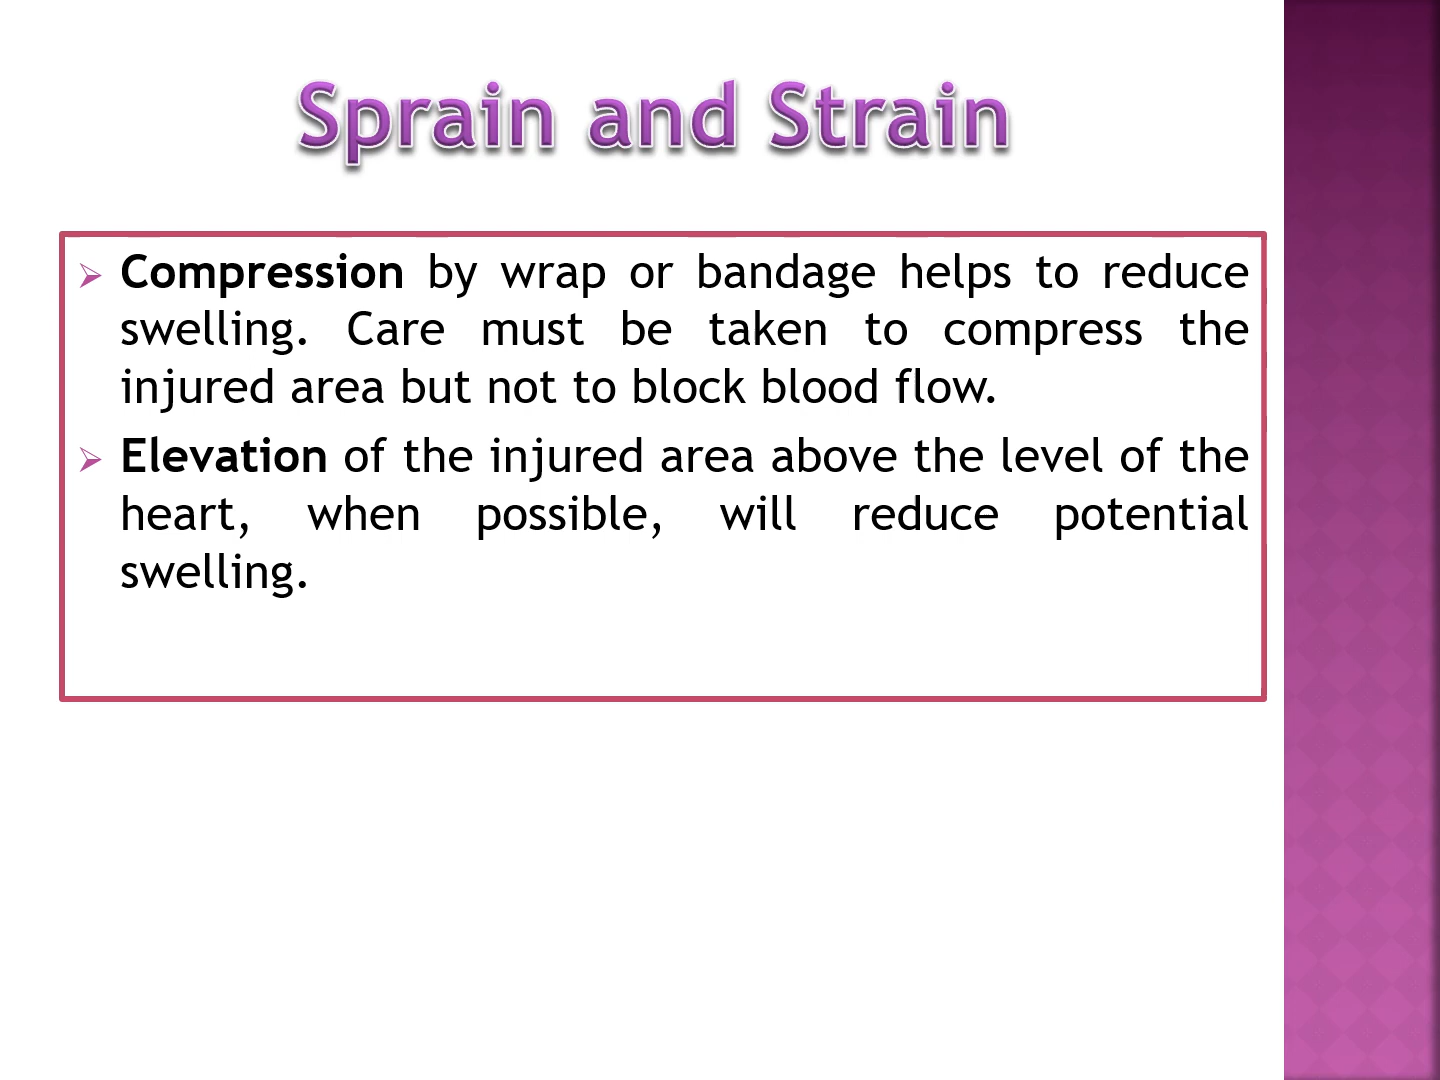 Sprain and Strain
Compression by wrap or bandage helps to reduce
swelling. Care must be taken to compress the
injured area but not to block blood flow.
Elevation of the injured area above the level of the
heart, when possible, will reduce potential
swelling.